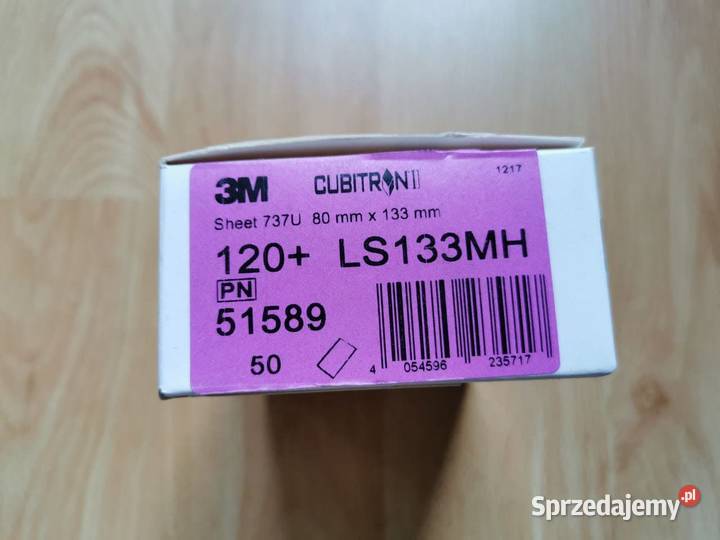 3M CUBITRON II 1217
Sheet 737U 80 mm x 133 mm
120+ LS133MH
PN
51589
50
4 054596 235717
Sprzedajemy.pl